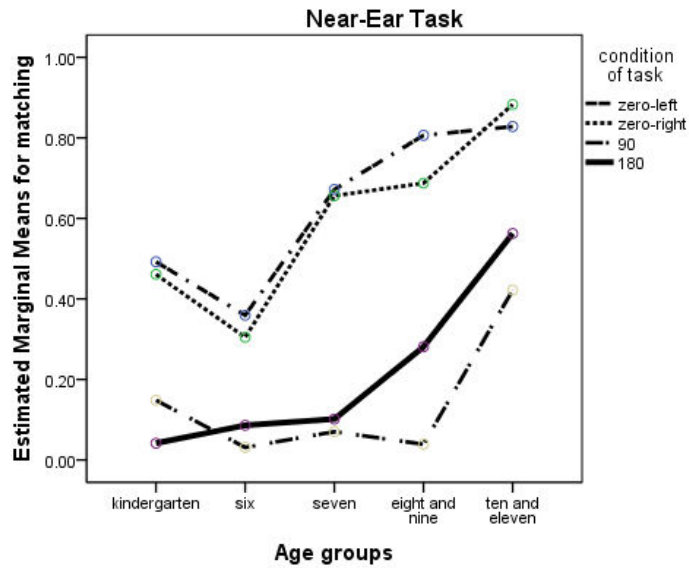 Near-Ear Task
Estimated Marginal Means for matching
1.00
0.80
0.60
0.40
0.20
0.00
kindergarten
six
seven
eight and
nine
ten and
eleven
Age groups
condition
of task
zero-left
zero-right
90
180